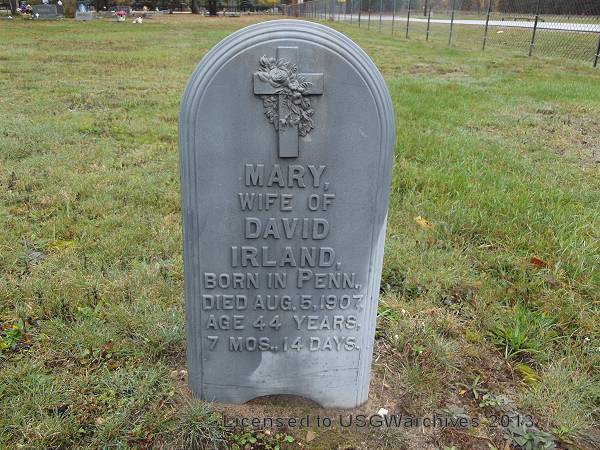 MARY,
WIFE OF
DAVID
IRLAND,
BORN IN PENN.,
DIED AUG. 5. 1907,
AGE 44 YEARS,
7 MOS. 14 DAYS.
Licensed to USGWarchives 2013